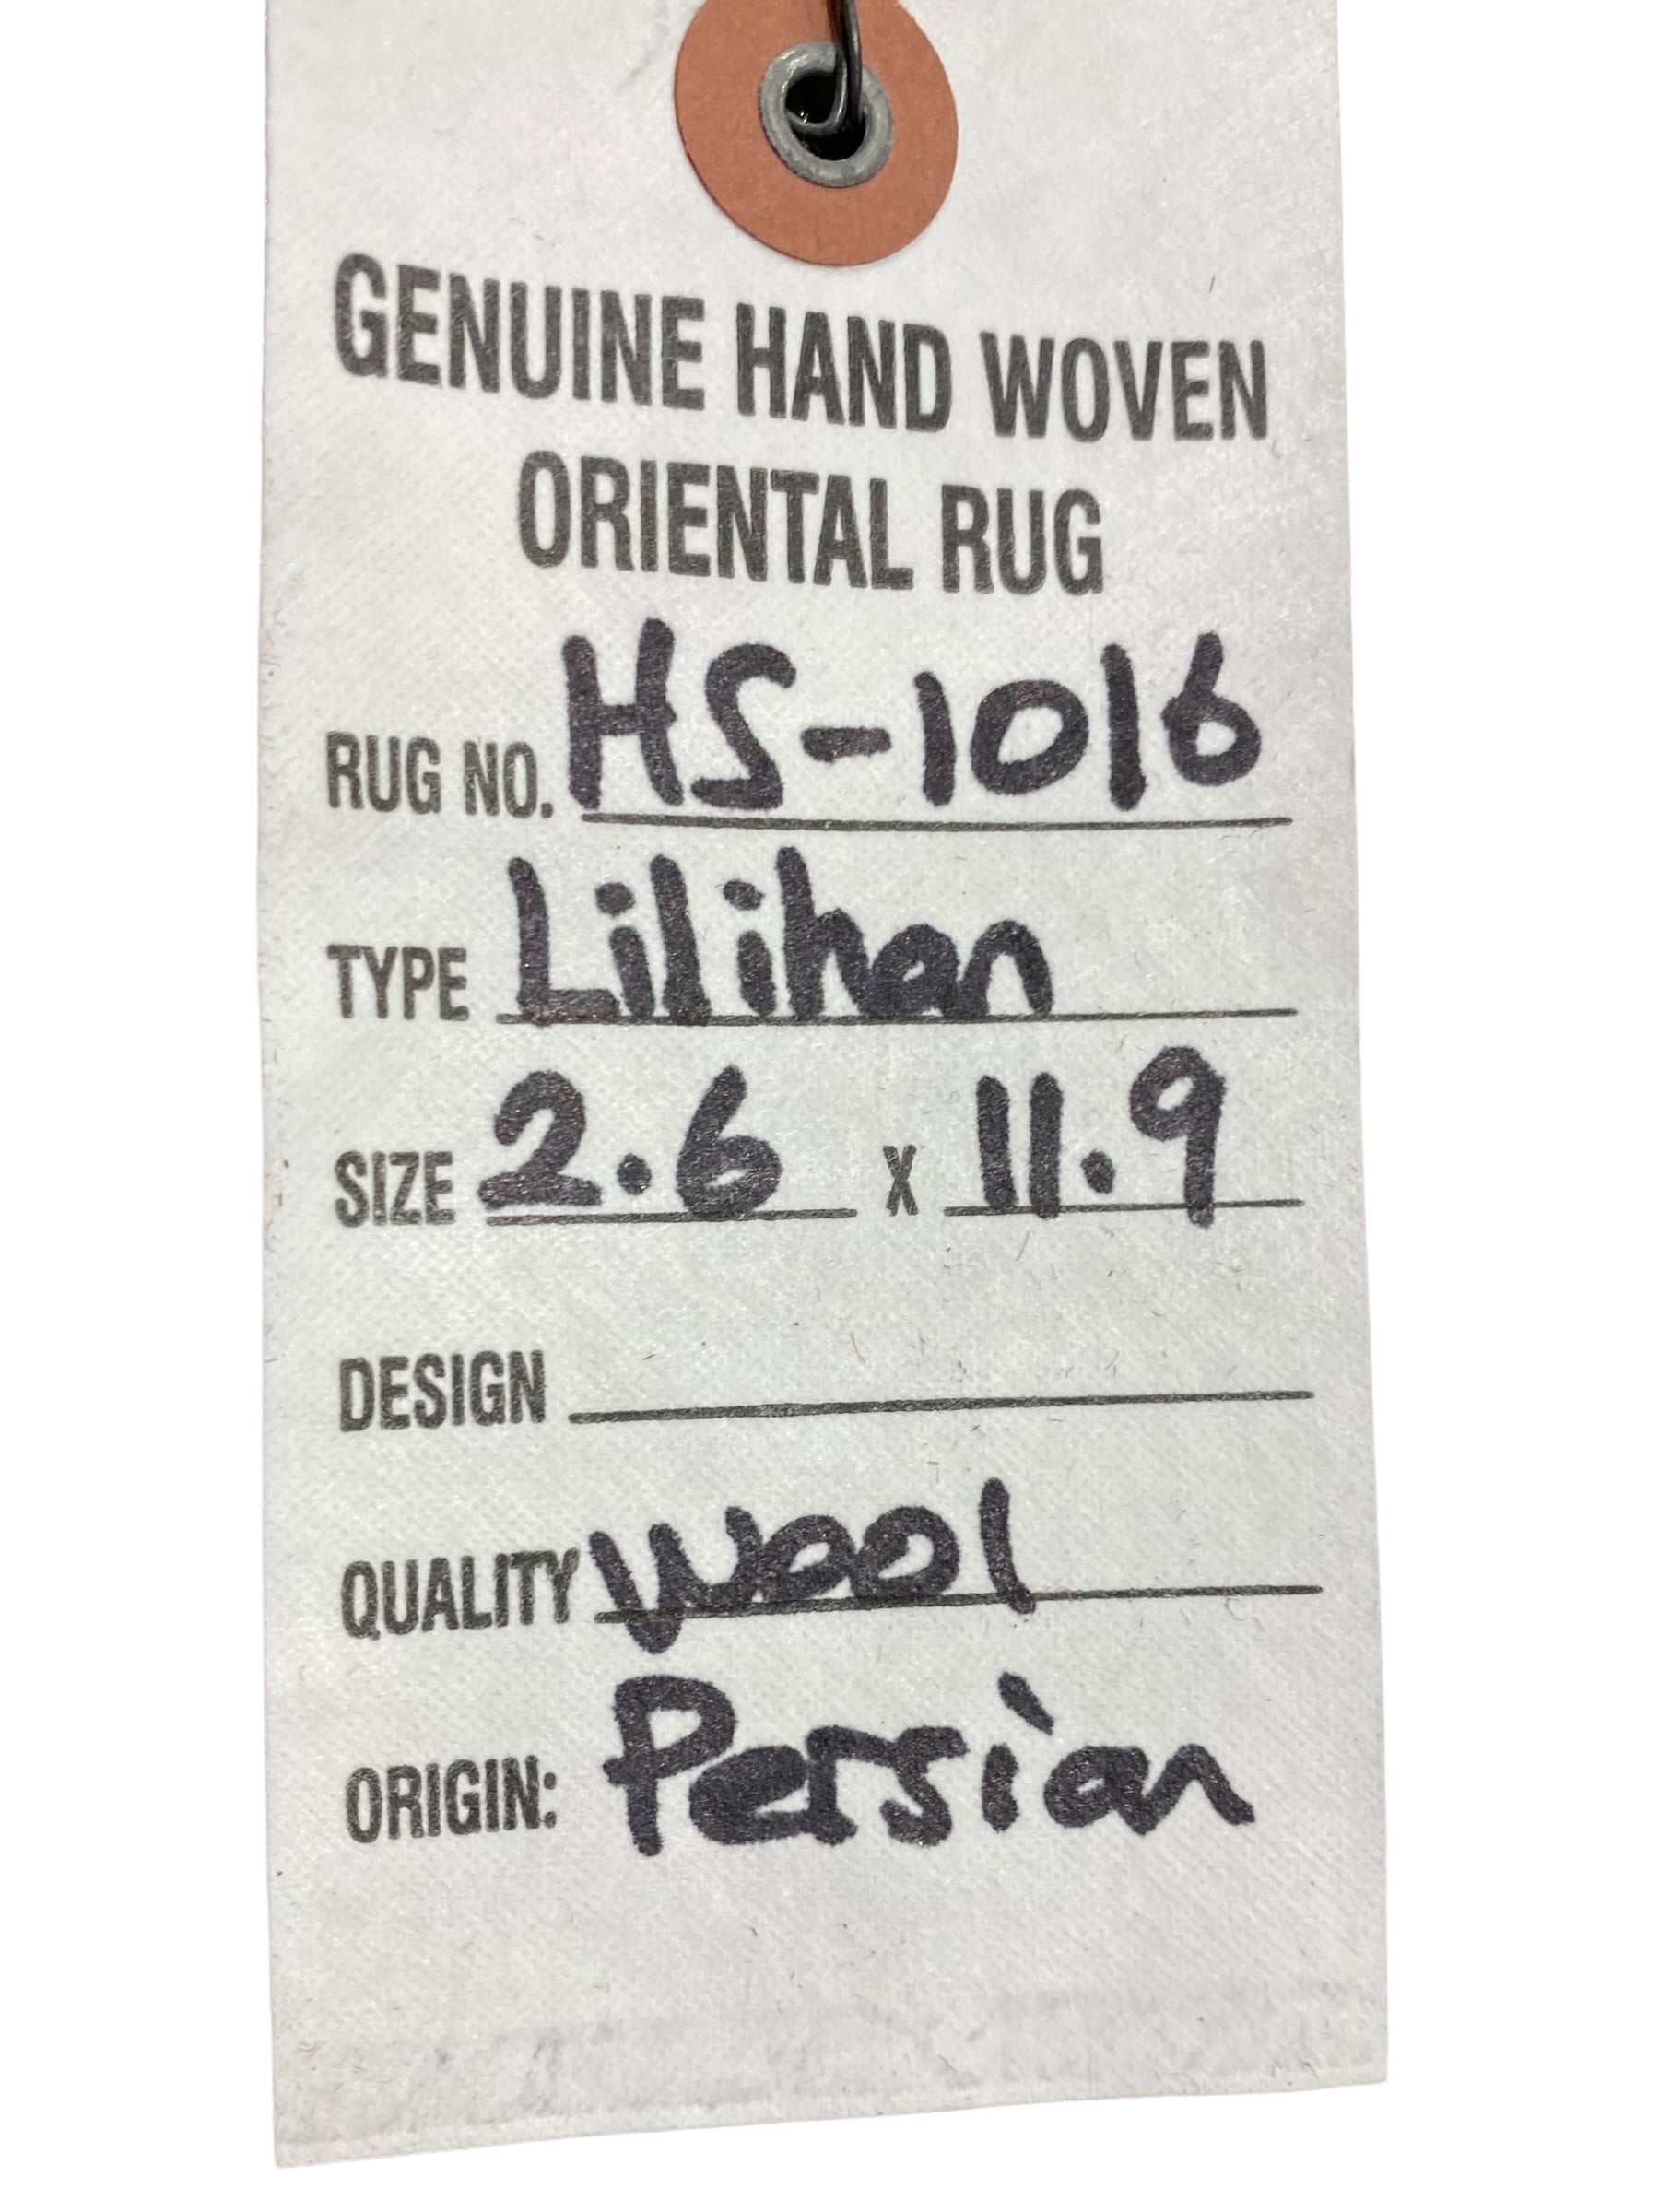 GENUINE HAND WOVEN
ORIENTAL RUG
RUG NO. HS-1016
TYPE Lilihan
SIZE 2.6 X 11.9
DESIGN
QUALITY Wool
ORIGIN: Persian